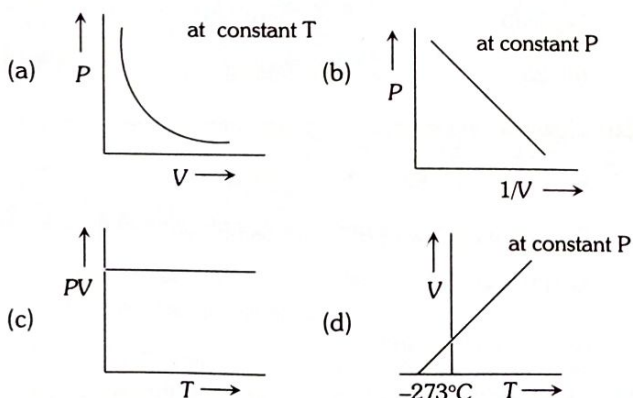 (a)
P
at constant T
V
(b)
P
at constant P
1/V
(c)
PV
T
(d)
V
at constant P
–273°C
T